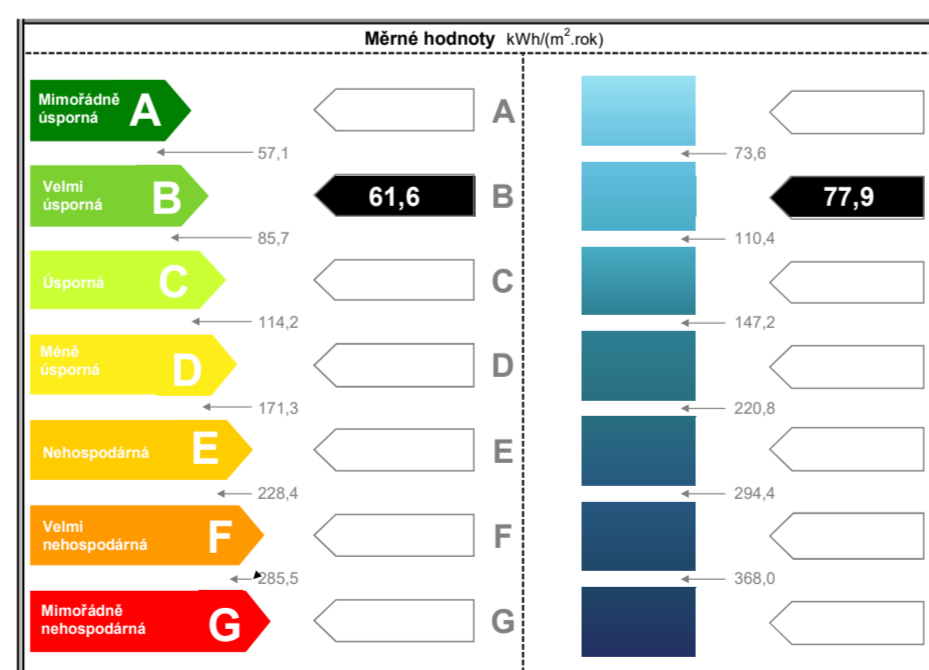 Měrné hodnoty kWh/(m².rok)
Mimořádně
úsporná
A
A
57,1
73,6
Velmi
úsporná
B
61,6
B
77,9
85,7
110,4
Úsporná
C
C
114,2
147,2
Méně
úsporná
D
D
171,3
220,8
Nehospodárná
E
E
228,4
294,4
Velmi
nehospodárná
F
F
285,5
368,0
Mimořádně
nehospodárná
G
G